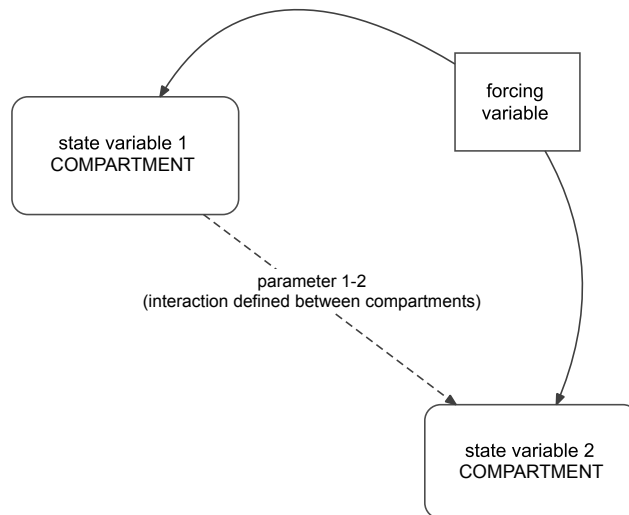 forcing
variable
state variable 1
COMPARTMENT
parameter 1-2
(interaction defined between compartments)
state variable 2
COMPARTMENT